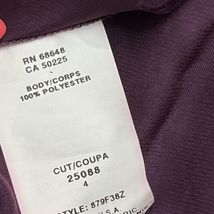 RN 68648
CA 50225
BODY/CORPS
100% POLYESTER
CUT/COUPA
25088
4
STYLE: 879F38Z
U.S.A.